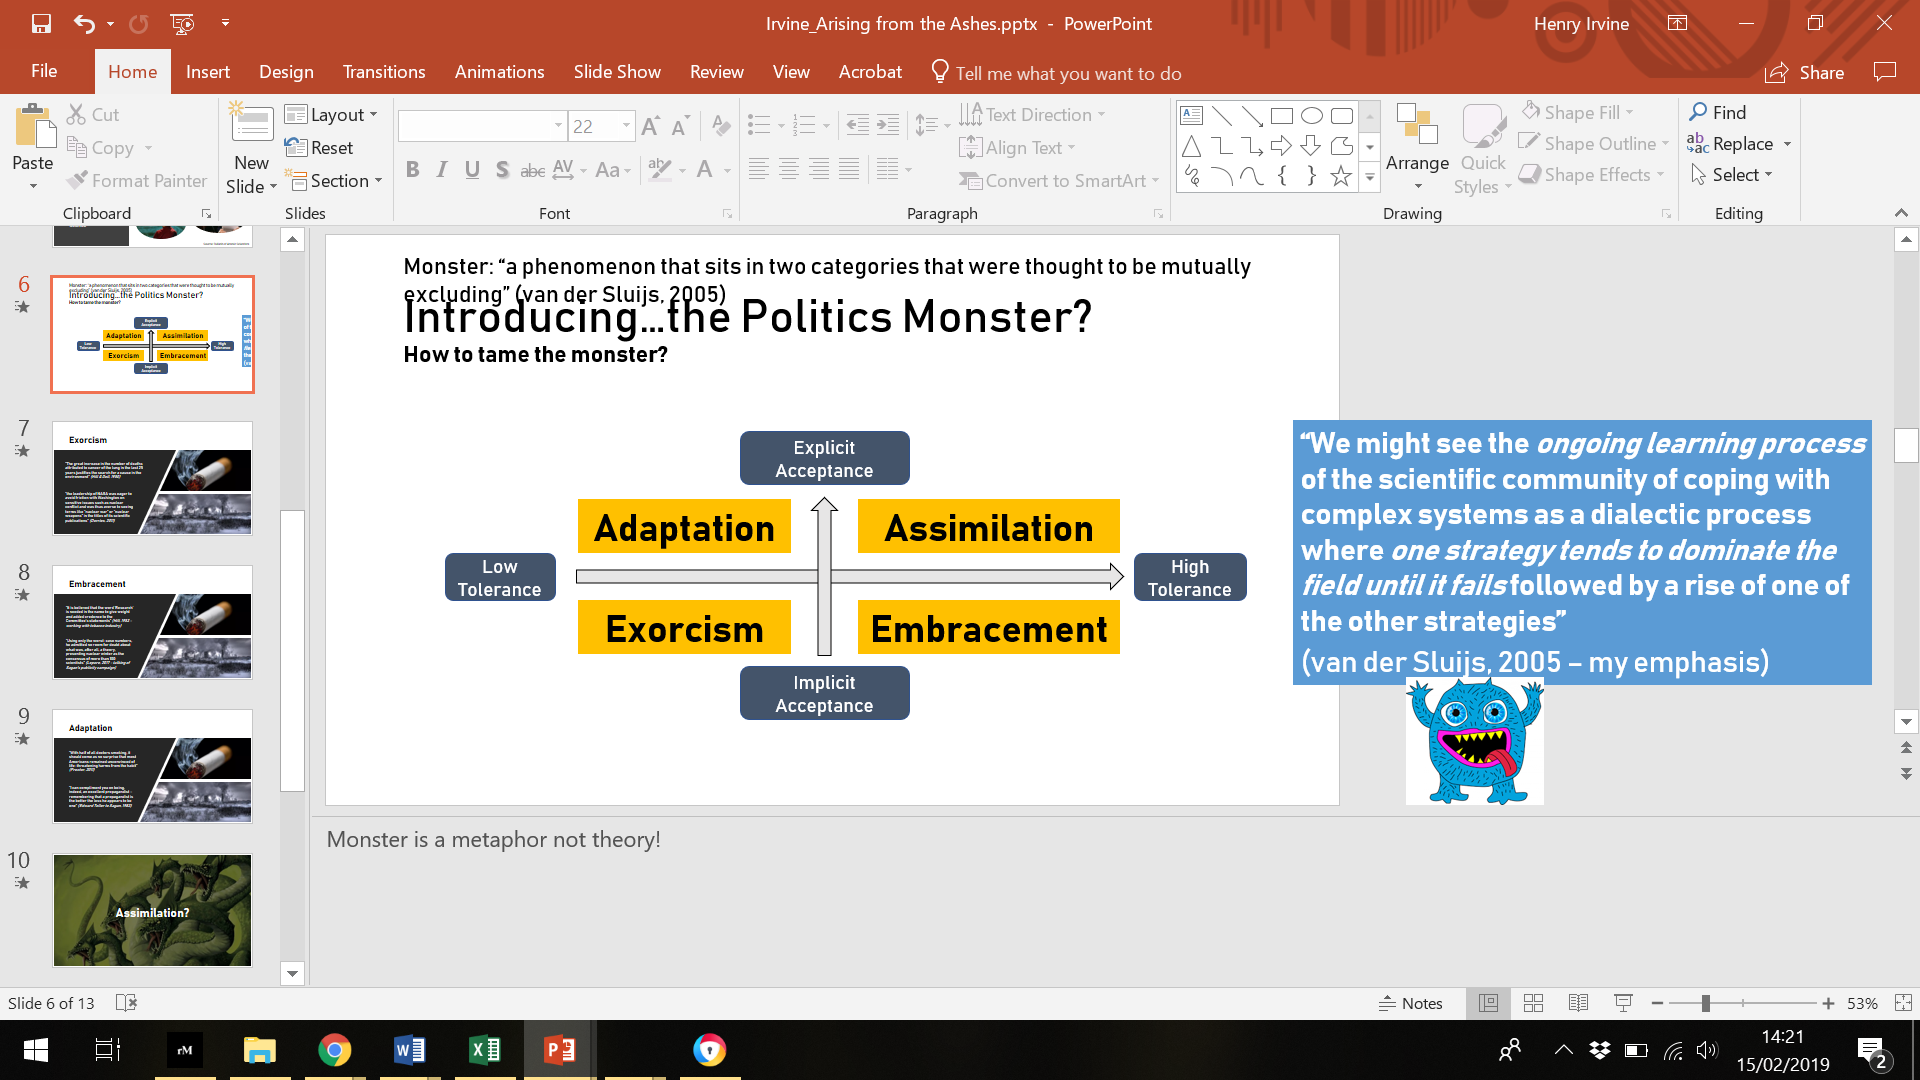 Irvine_Arising from the Ashes.pptx - PowerPoint
Henry Irvine
File
Home
Insert
Design
Transitions
Animations
Slide Show
Review
View
Acrobat
Tell me what you want to do
Share
Paste
Cut
Copy
Format Painter
Clipboard
New
Slide
Layout
Reset
Section
Slides
22
B I U S abc AV Aa A
Font
Text Direction
Align Text
Convert to SmartArt
Paragraph
Arrange
Quick
Styles
Shape Fill
Shape Outline
Shape Effects
Drawing
Find
Replace
Select
Editing
6
7
Exorcism
8
Embracement
9
Adaptation
10
Assimilation?
Monster: “a phenomenon that sits in two categories that were thought to be mutually
excluding” (van der Sluijs, 2005)
Introducing...the Politics Monster?
How to tame the monster?
Explicit
Acceptance
Adaptation
Assimilation
Low
Tolerance
High
Tolerance
Exorcism
Embracement
Implicit
Acceptance
“We might see the ongoing learning process
of the scientific community of coping with
complex systems as a dialectic process
where one strategy tends to dominate the
field until it fails followed by a rise of one of
the other strategies”
(van der Sluijs, 2005 – my emphasis)
Monster is a metaphor not theory!
Slide 6 of 13
Notes
53%
rM
14:21
15/02/2019
2